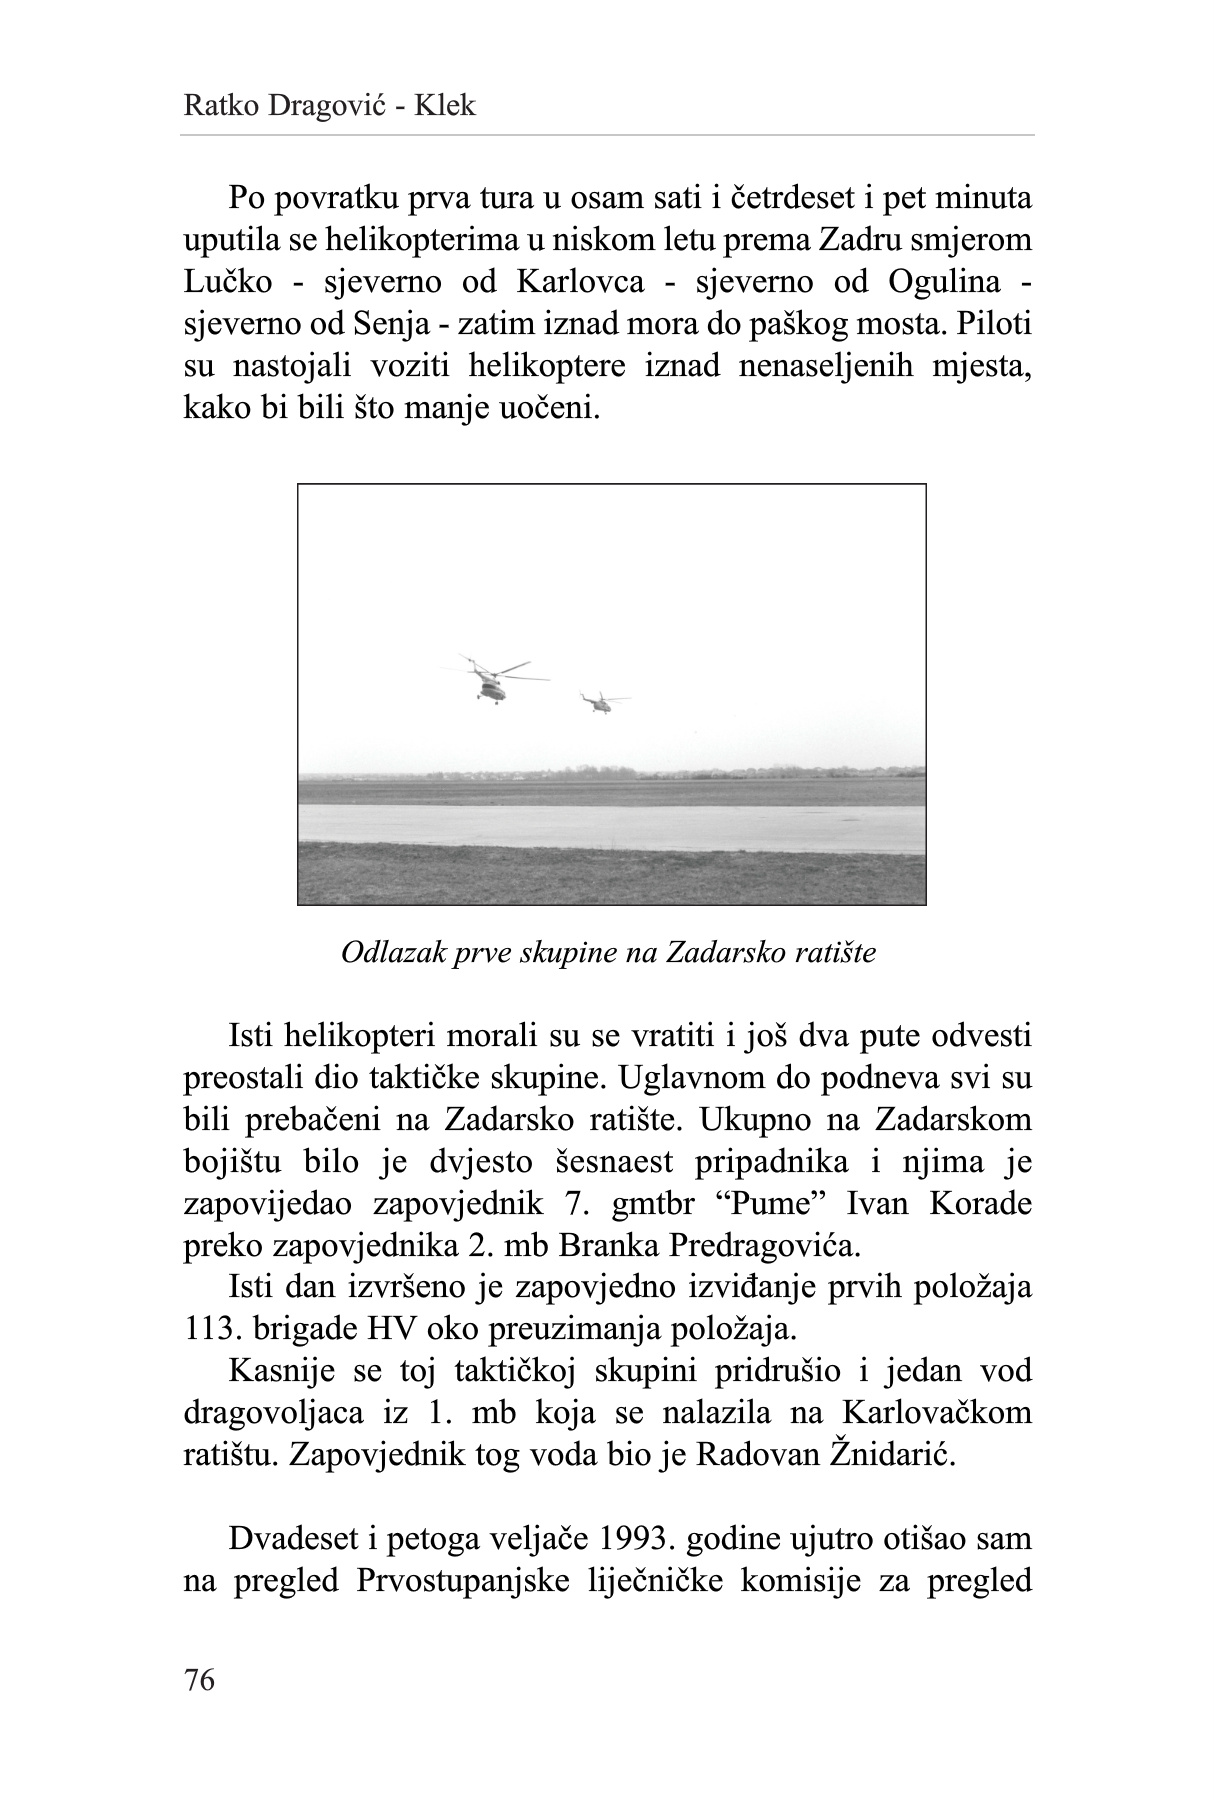 Ratko Dragović - Klek
Po povratku prva tura u osam sati i četrdeset i pet minuta
uputila se helikopterima u niskom letu prema Zadru smjerom
Lučko - sjeverno od Karlovca - sjeverno od Ogulina -
sjeverno od Senja - zatim iznad mora do paškog mosta. Piloti
su nastojali voziti helikoptere iznad nenaseljenih mjesta,
kako bi bili što manje uočeni.
Odlazak prve skupine na Zadarsko ratište
Isti helikopteri morali su se vratiti i još dva pute odvesti
preostali dio taktičke skupine. Uglavnom do podneva svi su
bili prebačeni na Zadarsko ratište. Ukupno na Zadarskom
bojištu bilo je dvjesto šesnaest pripadnika i njima je
zapovijedao zapovjednik 7. gmtbr “Pume” Ivan Korade
preko zapovjednika 2. mb Branka Predragovića.
Isti dan izvršeno je zapovjedno izviđanje prvih položaja
113. brigade HV oko preuzimanja položaja.
Kasnije se toj taktičkoj skupini pridrušio i jedan vod
dragovoljaca iz 1. mb koja se nalazila na Karlovačkom
ratištu. Zapovjednik tog voda bio je Radovan Žnidarić.
Dvadeset i petoga veljače 1993. godine ujutro otišao sam
na pregled Prvostupanjske liječničke komisije za pregled
76